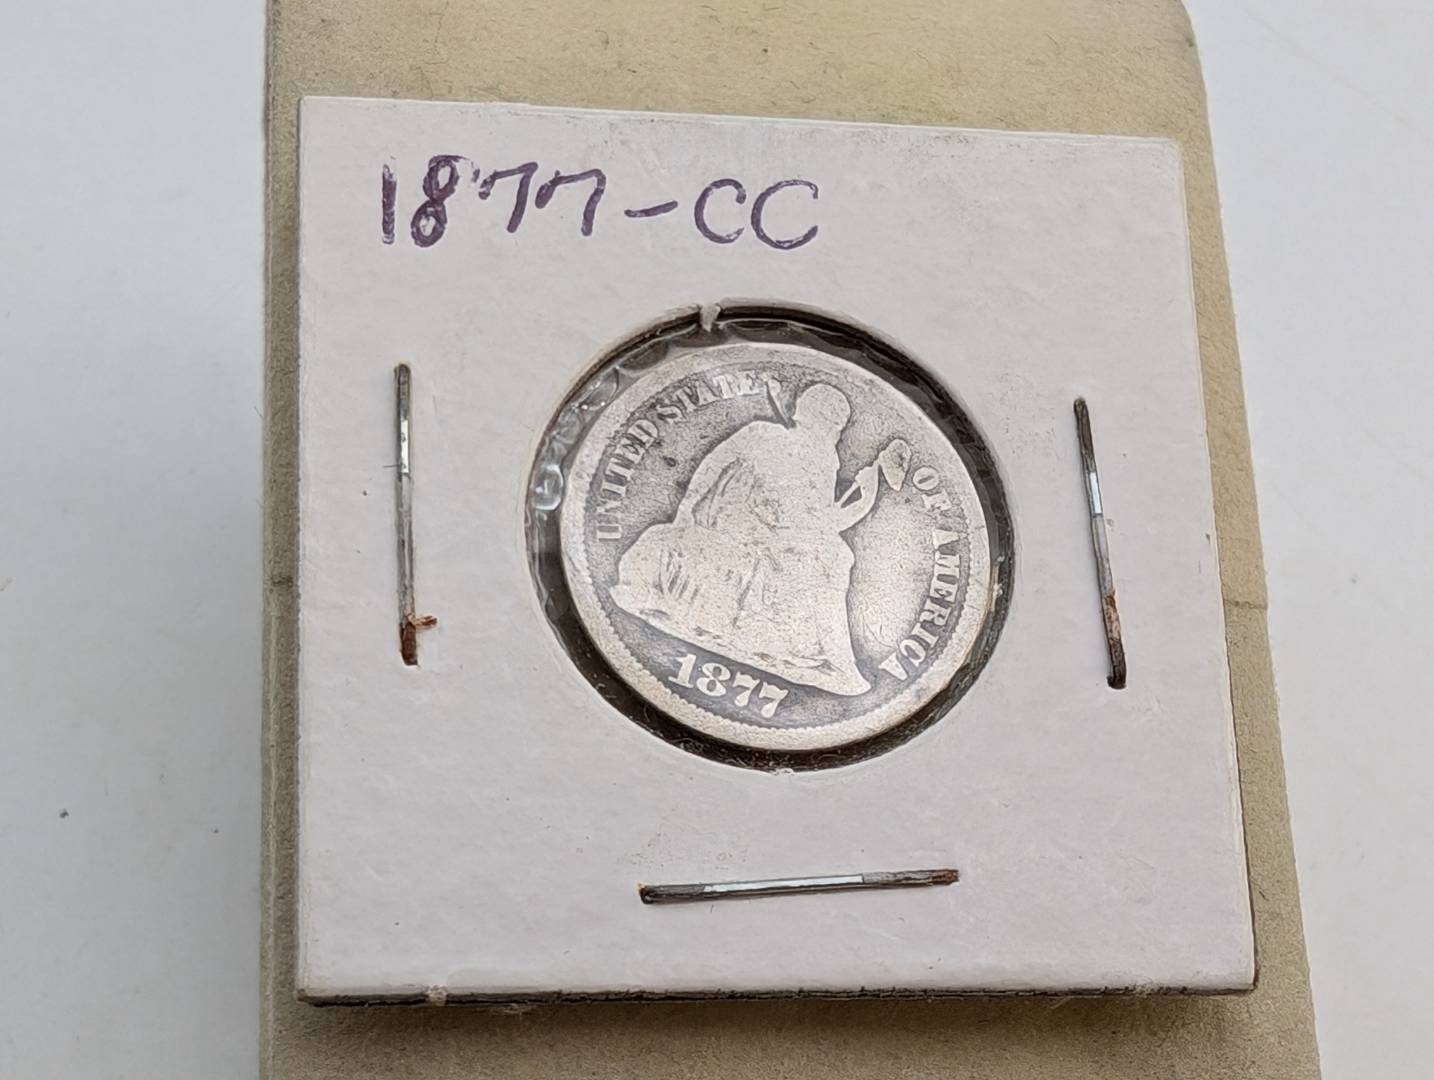 1877-CC
UNITED STATES OF AMERICA
1877